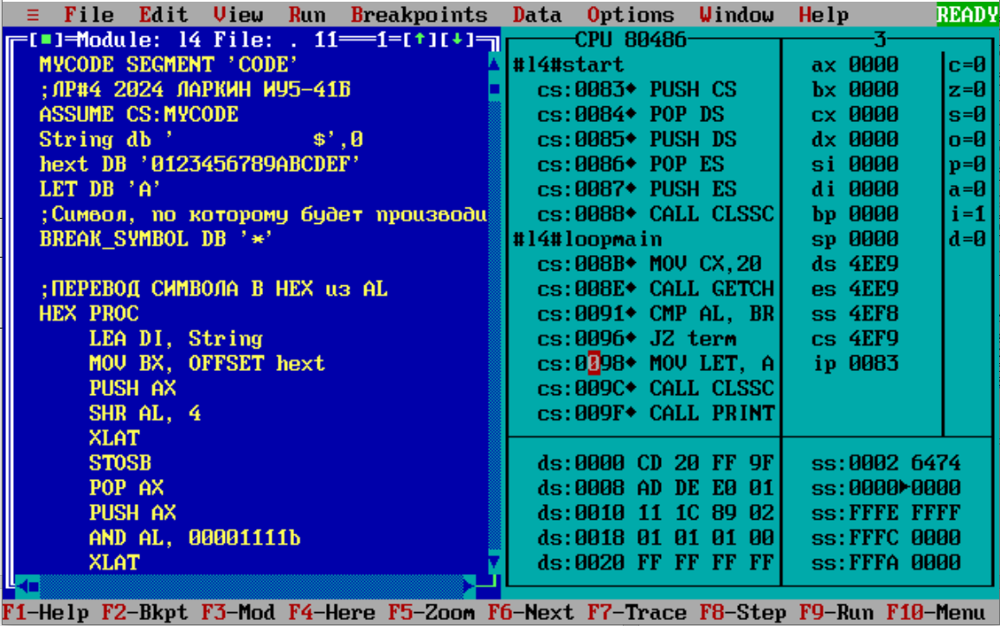 ≡ File Edit View Run Breakpoints Data Options Window Help READY
[■]=Module: l4 File: . 11 1=[↑][↓]
MYCODE SEGMENT 'CODE'
;ЛР#4 2024 ЛАРКИН ИУ5-41В
ASSUME CS:MYCODE
String db '           $',0
hext DB '0123456789ABCDEF'
LET DB 'A'
;Символ, по которому будет производи
BREAK_SYMBOL DB '*'
;ПЕРЕВОД СИМВОЛА В HEX из AL
HEX PROC
LEA DI, String
MOV BX, OFFSET hext
PUSH AX
SHR AL, 4
XLAT
STOSB
POP AX
PUSH AX
AND AL, 00001111b
XLAT
CPU 80486 3
#l4#start
cs:0083♦ PUSH CS
cs:0084♦ POP DS
cs:0085♦ PUSH DS
cs:0086♦ POP ES
cs:0087♦ PUSH ES
cs:0088♦ CALL CLSSC
#l4#loopmain
cs:008B♦ MOV CX,20
cs:008E♦ CALL GETCH
cs:0091♦ CMP AL, BR
cs:0096♦ JZ term
cs:0098♦ MOV LET, A
cs:009C♦ CALL CLSSC
cs:009F♦ CALL PRINT
ax 0000
bx 0000
cx 0000
dx 0000
si 0000
di 0000
bp 0000
sp 0000
ds 4EE9
es 4EE9
ss 4EF8
cs 4EF9
ip 0083
c=0
z=0
s=0
o=0
p=0
a=0
i=1
d=0
ds:0000 CD 20 FF 9F
ds:0008 AD DE E0 01
ds:0010 11 1C 89 02
ds:0018 01 01 01 00
ds:0020 FF FF FF FF
ss:0002 6474
ss:0000►0000
ss:FFFE FFFF
ss:FFFC 0000
ss:FFFA 0000
F1-Help F2-Bkpt F3-Mod F4-Here F5-Zoom F6-Next F7-Trace F8-Step F9-Run F10-Menu